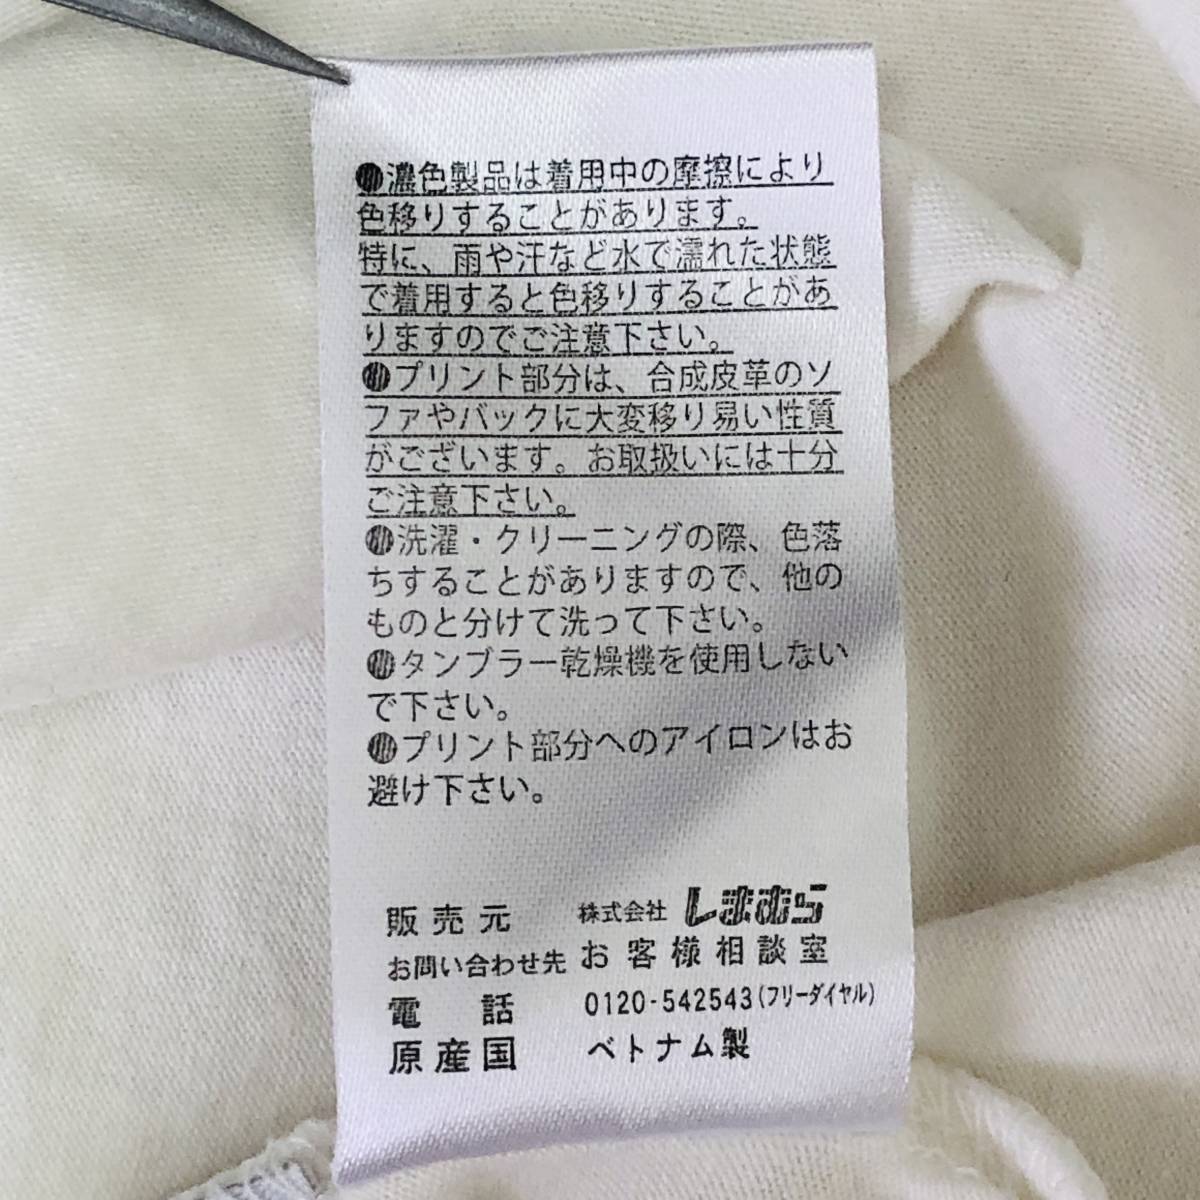 ●濃色製品は着用中の摩擦により
色移りすることがあります。
特に、雨や汗など水で濡れた状態
で着用すると色移りすることがあ
りますのでご注意下さい。
●プリント部分は、合成皮革のソ
ファやバックに大変移り易い性質
がございます。お取扱いには十分
ご注意下さい。
●洗濯・クリーニングの際、色落
ちすることがありますので、他の
ものと分けて洗って下さい。
●タンブラー乾燥機を使用しない
で下さい。
●プリント部分へのアイロンはお
避け下さい。
販売元 株式会社 しまむら
お問い合わせ先 お客様相談室
電話 0120-542543(フリーダイヤル)
原産国 ベトナム製